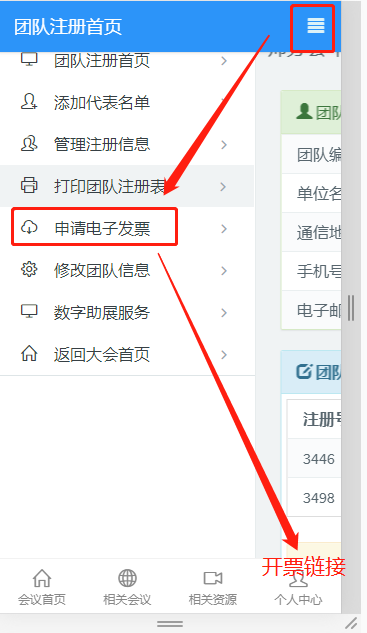 团队注册首页
团队注册首页
添加代表名单
管理注册信息
打印团队注册表
申请电子发票
修改团队信息
数字助展服务
返回大会首页
团队
团队编
单位名
通信地
手机号
电子邮
团队
注册号
3446
3498
开票链接
会议首页
相关会议
相关资源
个人中心